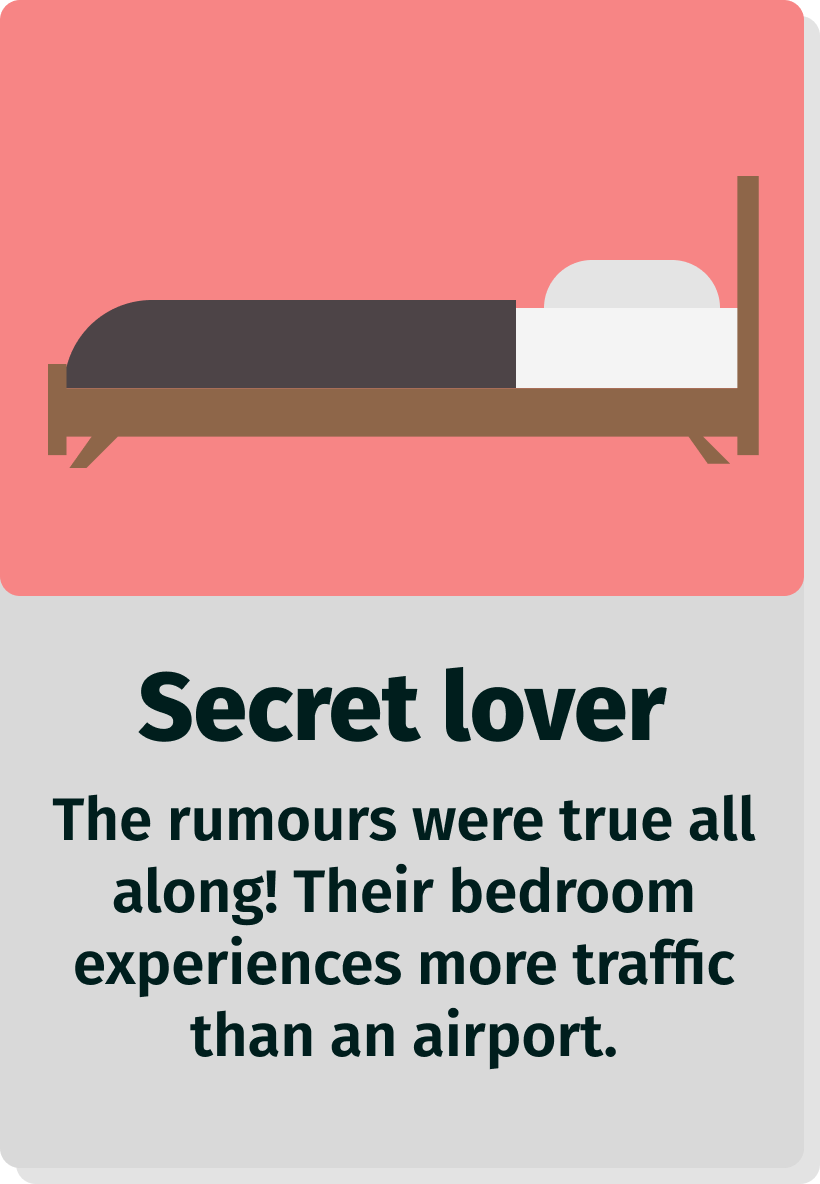 Secret lover
The rumours were true all
along! Their bedroom
experiences more traffic
than an airport.